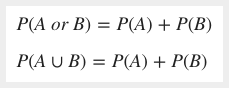 P(A or B) = P(A) + P(B)
P(A ∪ B) = P(A) + P(B)